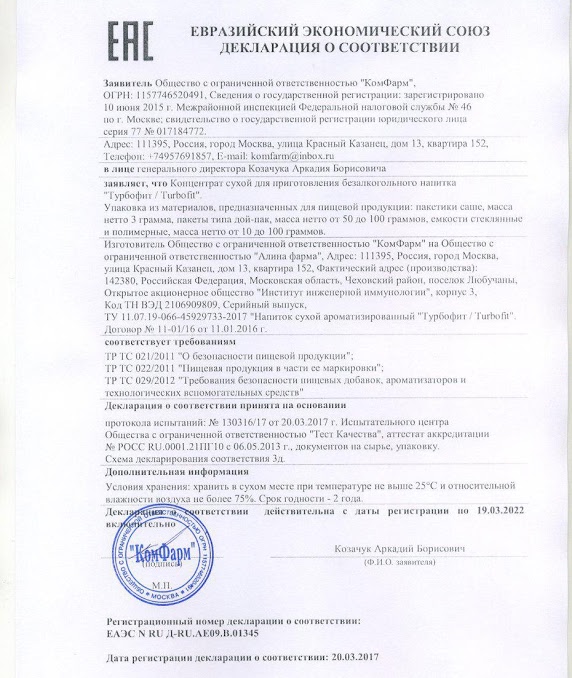 ЕАС
ЕВРАЗИЙСКИЙ ЭКОНОМИЧЕСКИЙ СОЮЗ
ДЕКЛАРАЦИЯ О СООТВЕТСТВИИ
Заявитель Общество с ограниченной ответственностью "КомФарм",
ОГРН: 1157746520491, Сведения о государственной регистрации: зарегистрировано
10 июня 2015 г. Межрайонной инспекцией Федеральной налоговой службы № 46
по г. Москве; свидетельство о государственной регистрации юридического лица
серия 77 № 017184772.
Адрес: 111395, Россия, город Москва, улица Красный Казанец, дом 13, квартира 152,
Телефон: +74957691857, E-mail: komfarm@inbox.ru
в лице генерального директора Козачука Аркадия Борисовича
заявляет, что Концентрат сухой для приготовления безалкогольного напитка
"Турбофит / Turbofit".
Упаковка из материалов, предназначенных для пищевой продукции: пакетики саше, масса
нетто 3 грамма, пакеты типа дой-пак, масса нетто от 50 до 100 граммов, емкости стеклянные
и полимерные, масса нетто от 10 до 100 граммов.
Изготовитель Общество с ограниченной ответственностью "КомФарм" на Общество с
ограниченной ответственностью "Алина фарма", Адрес: 111395, Россия, город Москва,
улица Красный Казанец, дом 13, квартира 152, Фактический адрес (производства):
142380, Российская Федерация, Московская область, Чеховский район, поселок Любучаны,
Открытое акционерное общество "Институт инженерной иммунологии", корпус 3,
Код ТН ВЭД 2106909809, Серийный выпуск,
ТУ 11.07.19-066-45929733-2017 "Напиток сухой ароматизированный "Турбофит / Turbofit".
Договор № 11-01/16 от 11.01.2016 г.
соответствует требованиям
ТР ТС 021/2011 "О безопасности пищевой продукции";
ТР ТС 022/2011 "Пищевая продукция в части ее маркировки";
ТР ТС 029/2012 "Требования безопасности пищевых добавок, ароматизаторов и
технологических вспомогательных средств"
Декларация о соответствии принята на основании
протокола испытаний: № 130316/17 от 20.03.2017 г. Испытательного центра
Общества с ограниченной ответственностью "Тест Качества", аттестат аккредитации
№ РОСС RU.0001.21ПГ10 с 06.05.2013 г., документов на сырье, упаковку.
Схема декларирования соответствия 3д.
Дополнительная информация
Условия хранения: хранить в сухом месте при температуре не выше 25°С и относительной
влажности воздуха не более 75%. Срок годности - 2 года.
Декларация о соответствии действительна с даты регистрации по 19.03.2022
включительно
"КомФарм"
(подпись)
М.П.
МОСКВА
Козачук Аркадий Борисович
(Ф.И.О. заявителя)
Регистрационный номер декларации о соответствии:
ЕАЭС N RU Д-RU.АЕ09.В.01345
Дата регистрации декларации о соответствии: 20.03.2017